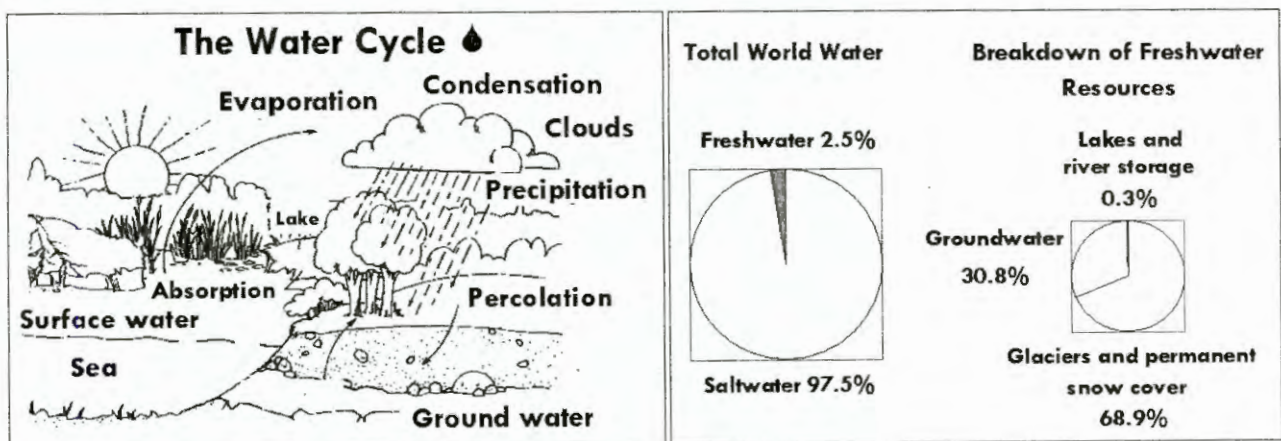 The Water Cycle
Evaporation
Condensation
Clouds
Precipitation
Lake
Absorption
Percolation
Surface water
Sea
Ground water
Total World Water
Freshwater 2.5%
Saltwater 97.5%
Breakdown of Freshwater
Resources
Lakes and
river storage
0.3%
Groundwater
30.8%
Glaciers and permanent
snow cover
68.9%